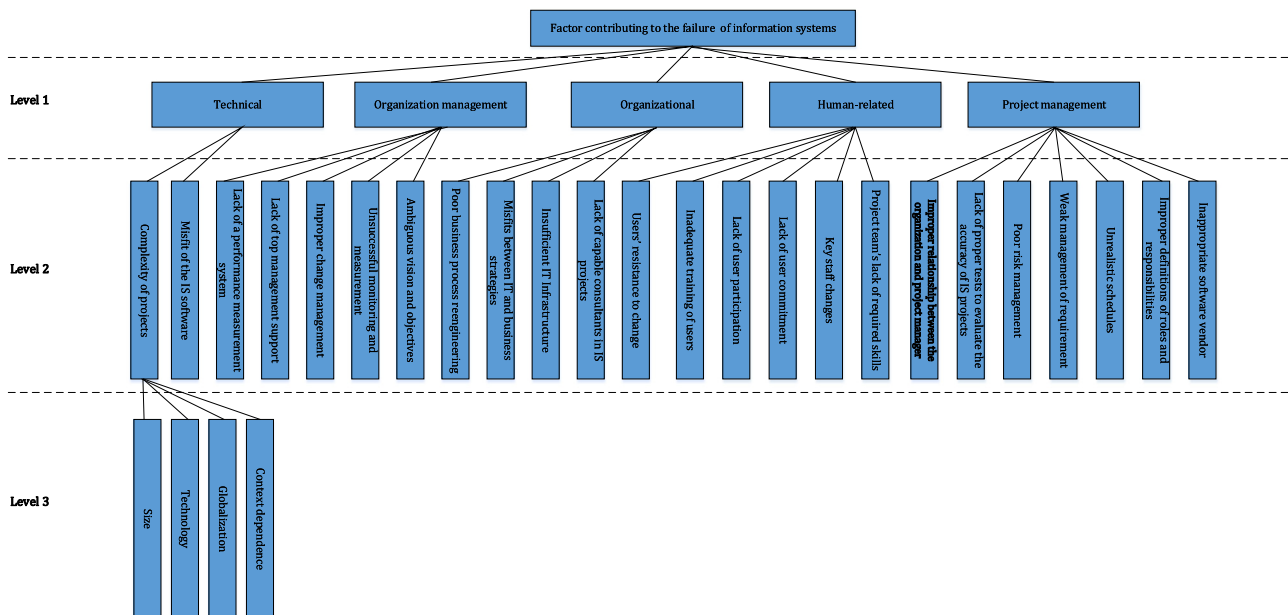 Factor contributing to the failure of information systems
Level 1
Technical
Organization management
Organizational
Human-related
Project management
Level 2
Complexity of projects
Misfit of the IS software
Lack of a performance measurement
system
Lack of top management support
Improper change management
Unsuccessful monitoring and
measurement
Ambiguous vision and objectives
Poor business process reengineering
Misfits between IT and business
strategies
Insufficient IT Infrastructure
Lack of capable consultants in IS
projects
Users' resistance to change
Inadequate training of users
Lack of user participation
Lack of user commitment
Key staff changes
Project team's lack of required skills
Improper relationship between the
organization and project manager
Lack of proper tests to evaluate the
accuracy of IS projects
Poor risk management
Weak management of requirement
Unrealistic schedules
Improper definitions of roles and
responsibilities
Inappropriate software vendor
Level 3
Size
Technology
Globalization
Context dependence